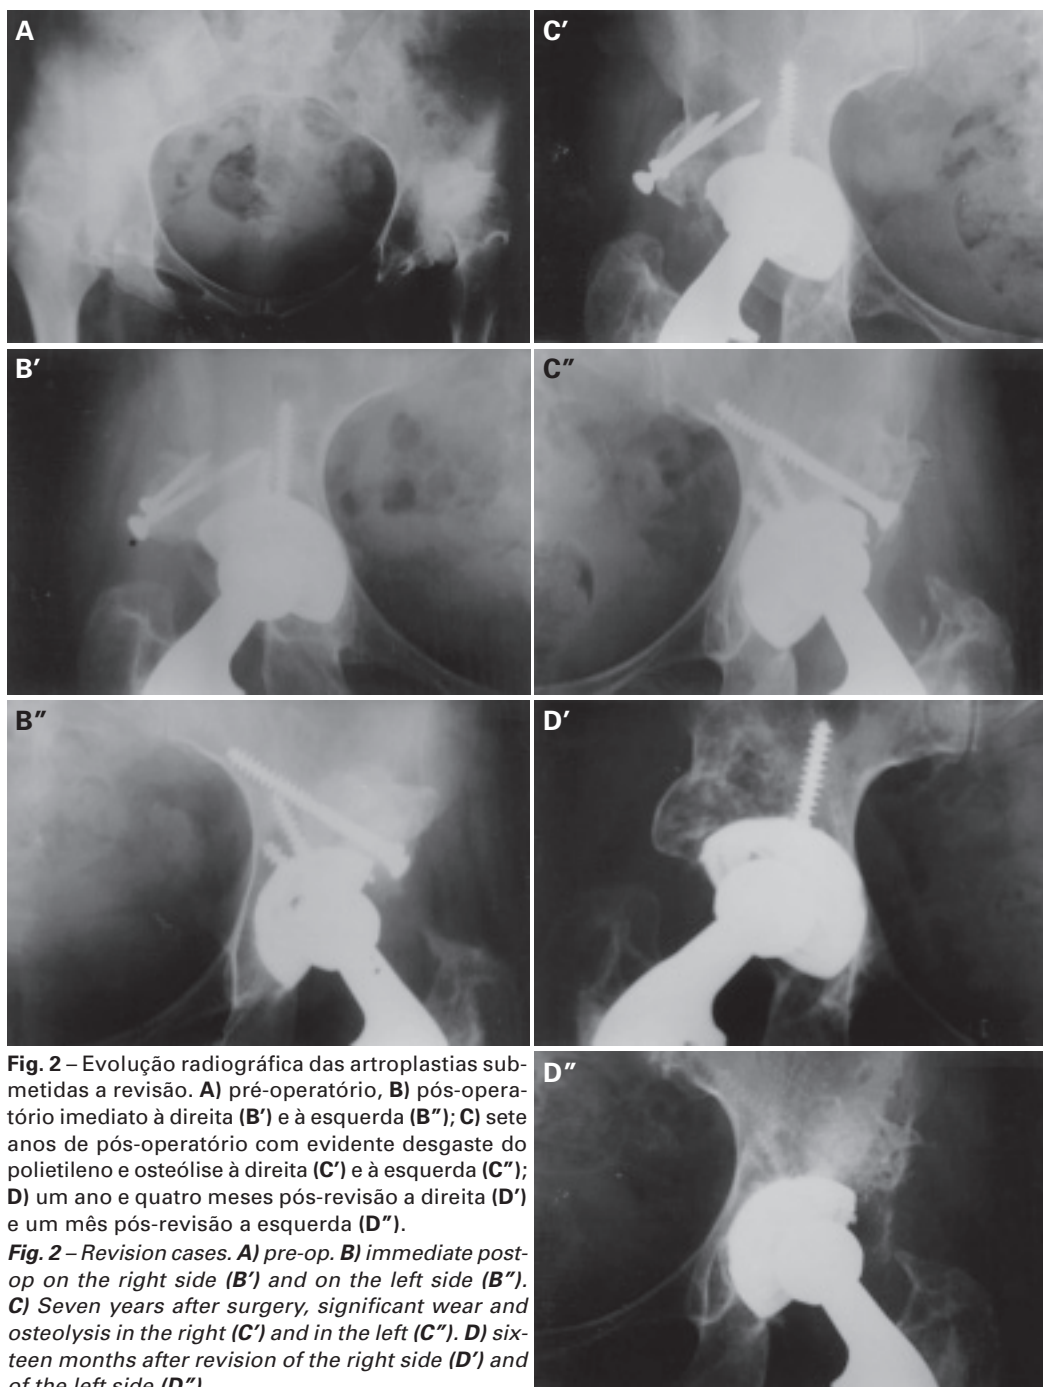 A
C′
B′
C″
B″
D′
Fig. 2 – Evolução radiográfica das artroplastias sub-
metidas a revisão. A) pré-operatório, B) pós-opera-
tório imediato à direita (B′) e à esquerda (B″); C) sete
anos de pós-operatório com evidente desgaste do
polietileno e osteólise à direita (C′) e à esquerda (C″);
D) um ano e quatro meses pós-revisão a direita (D′)
e um mês pós-revisão a esquerda (D″).
Fig. 2 – Revision cases. A) pre-op. B) immediate post-
op on the right side (B′) and on the left side (B″).
C) Seven years after surgery, significant wear and
osteolysis in the right (C′) and in the left (C″). D) six-
teen months after revision of the right side (D′) and
of the left side (D″)
D″